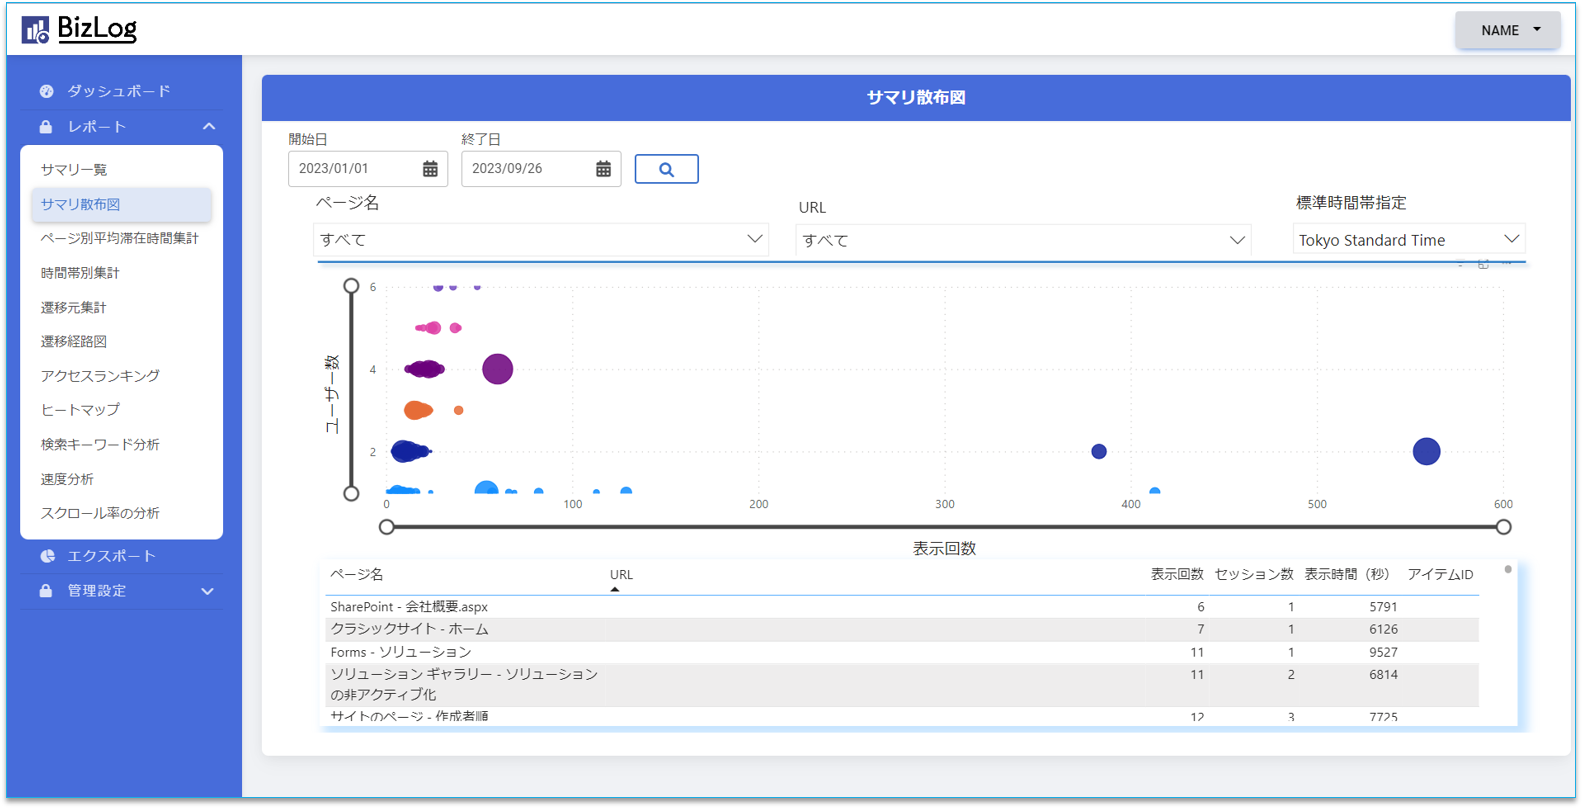 BizLog
NAME
ダッシュボード
レポート
サマリ一覧
サマリ散布図
ページ別平均滞在時間集計
時間帯別集計
遷移元集計
遷移経路図
アクセスランキング
ヒートマップ
検索キーワード分析
速度分析
スクロール率の分析
エクスポート
管理設定
サマリ散布図
開始日 終了日
2023/01/01 2023/09/26
ページ名 URL 標準時間帯指定
すべて すべて Tokyo Standard Time
ユーザー数
6
4
2
0 100 200 300 400 500 600
表示回数
ページ名 URL 表示回数 セッション数 表示時間（秒） アイテムID
SharePoint - 会社概要.aspx 6 1 5791
クラシックサイト - ホーム 7 1 6126
Forms - ソリューション 11 1 9527
ソリューション ギャラリー - ソリューション 11 2 6814
の非アクティブ化
サイトのページ - 作成者順 12 3 7725